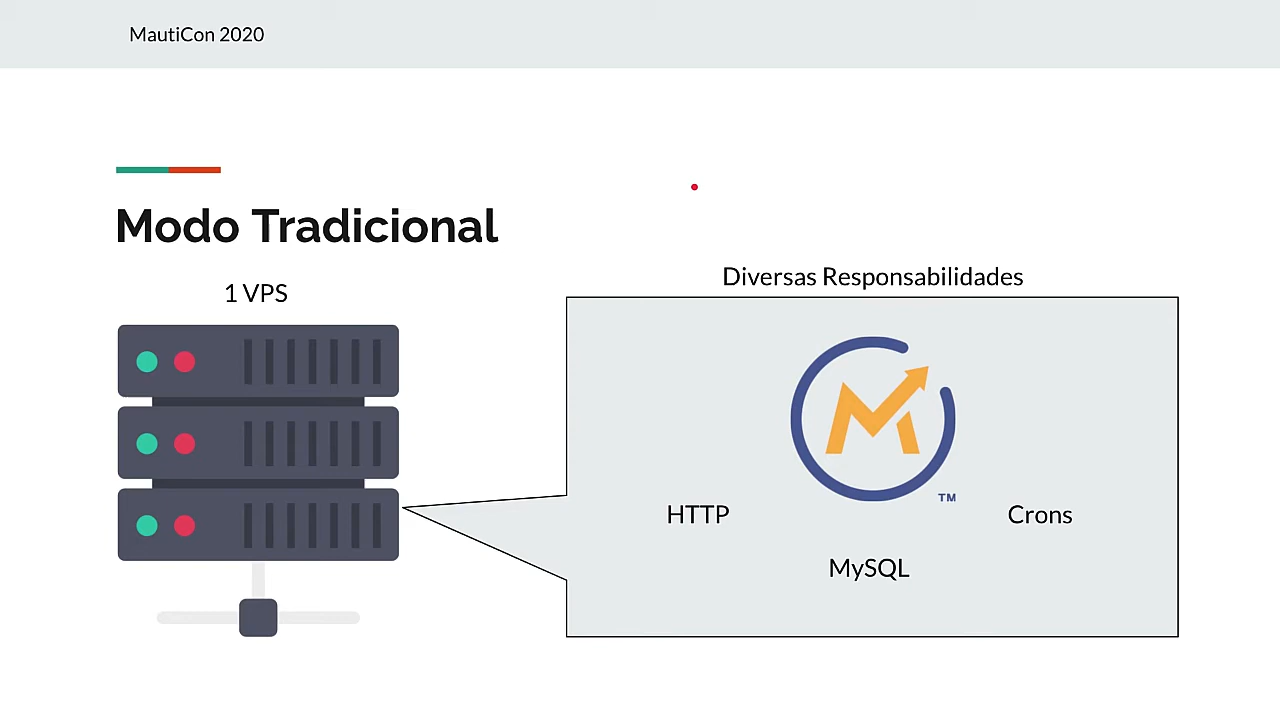 MautiCon 2020
Modo Tradicional
1 VPS
Diversas Responsabilidades
M
TM
HTTP
Crons
MySQL